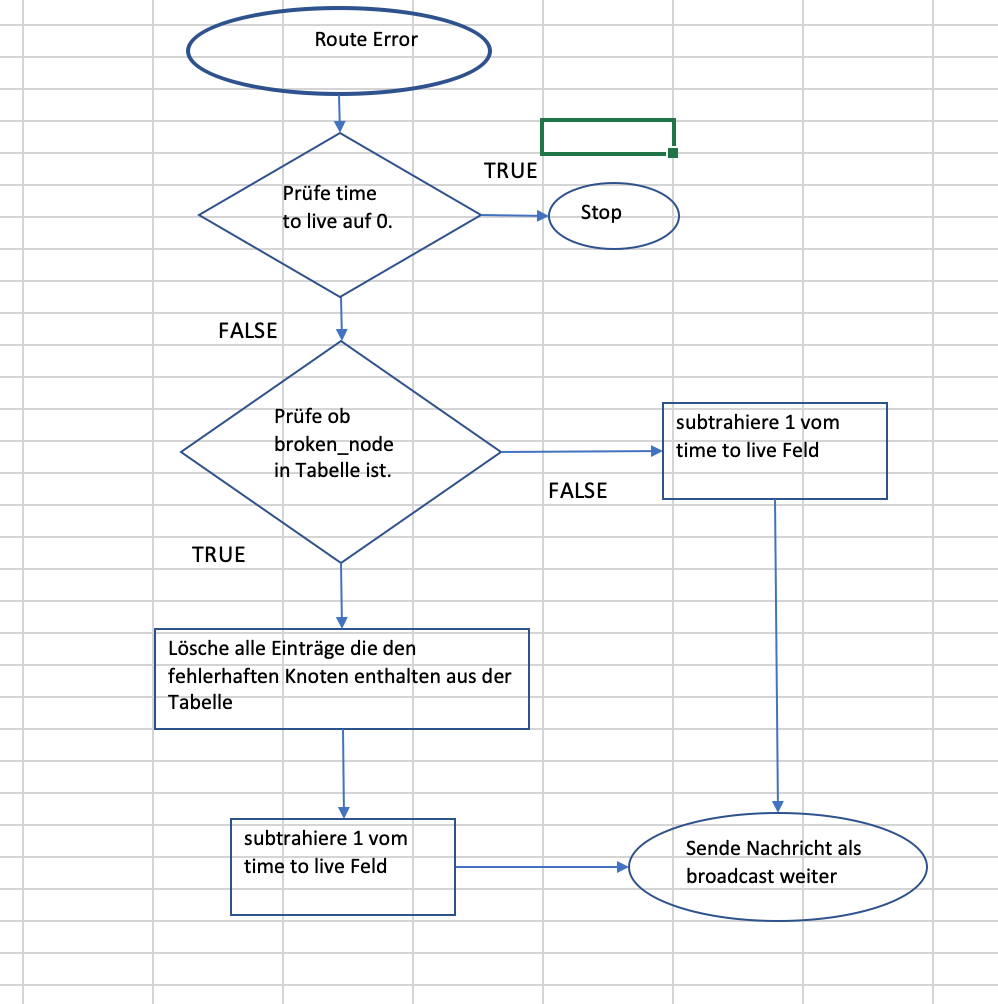 Route Error
TRUE
Prüfe time
to live auf 0.
Stop
FALSE
Prüfe ob
broken_node
in Tabelle ist.
subtrahiere 1 vom
time to live Feld
FALSE
TRUE
Lösche alle Einträge die den
fehlerhaften Knoten enthalten aus der
Tabelle
subtrahiere 1 vom
time to live Feld
Sende Nachricht als
broadcast weiter